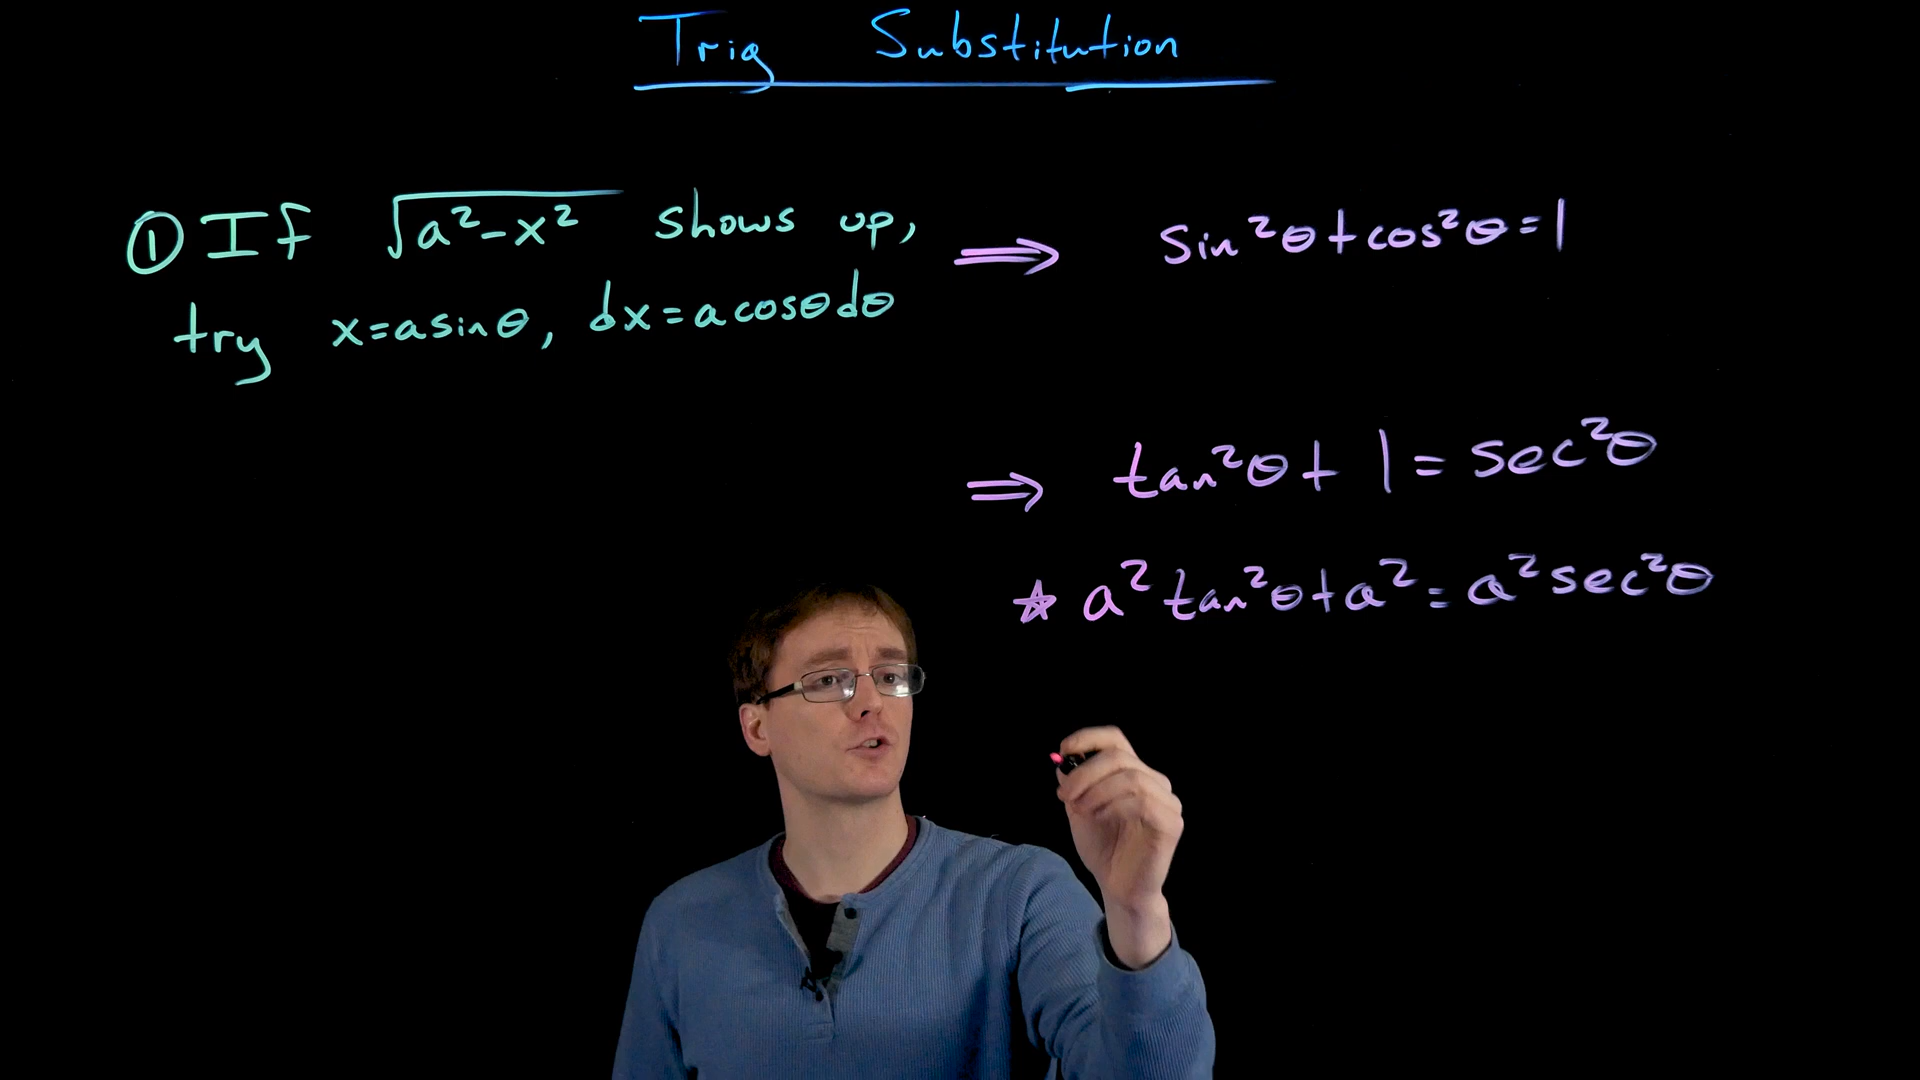 Trig Substitution
① If √a²-x² shows up,
try x=asinθ, dx=acosθdθ
⇒ sin²θ+cos²θ=1
⇒ tan²θ+1=sec²θ
☆ a²tan²θ+a²=a²sec²θ